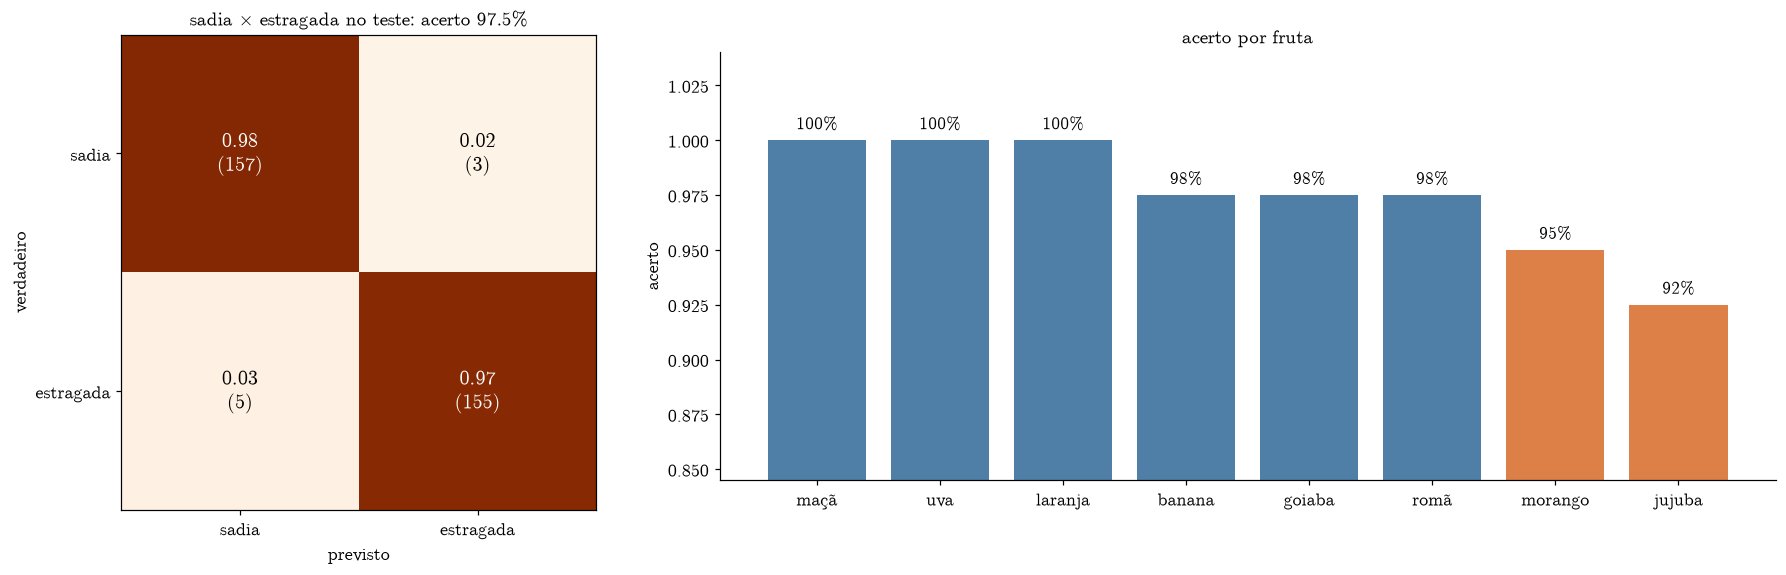 sadia × estragada no teste: acerto 97.5%
verdadeiro
sadia
estragada
0.98
(157)
0.02
(3)
0.03
(5)
0.97
(155)
sadia
estragada
previsto
acerto por fruta
acerto
1.025
1.000
0.975
0.950
0.925
0.900
0.875
0.850
100%
100%
100%
98%
98%
98%
95%
92%
maçã
uva
laranja
banana
goiaba
romã
morango
jujuba